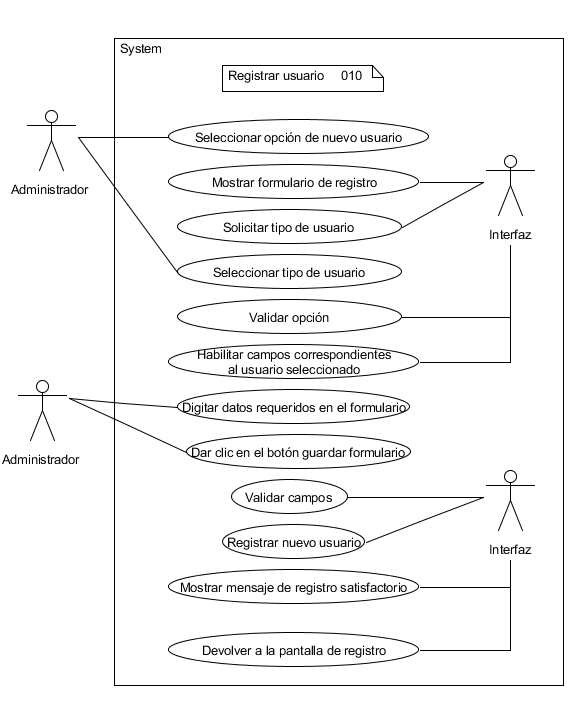 System
Registrar usuario 010
Seleccionar opción de nuevo usuario
Administrador
Mostrar formulario de registro
Solicitar tipo de usuario
Interfaz
Seleccionar tipo de usuario
Validar opción
Habilitar campos correspondientes
al usuario seleccionado
Digitar datos requeridos en el formulario
Dar clic en el botón guardar formulario
Administrador
Validar campos
Registrar nuevo usuario
Interfaz
Mostrar mensaje de registro satisfactorio
Devolver a la pantalla de registro